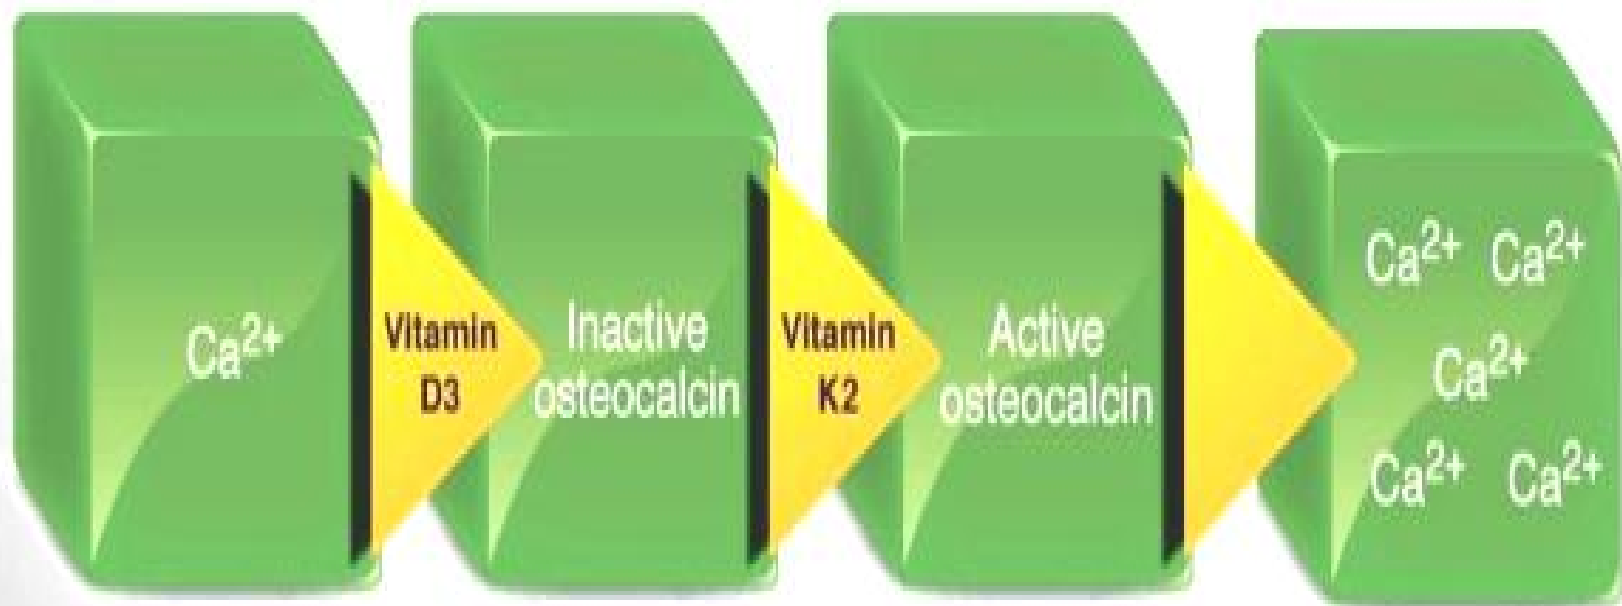 Ca²⁺
Vitamin
D3
Inactive
osteocalcin
Vitamin
K2
Active
osteocalcin
Ca²⁺ Ca²⁺
Ca²⁺
Ca²⁺ Ca²⁺